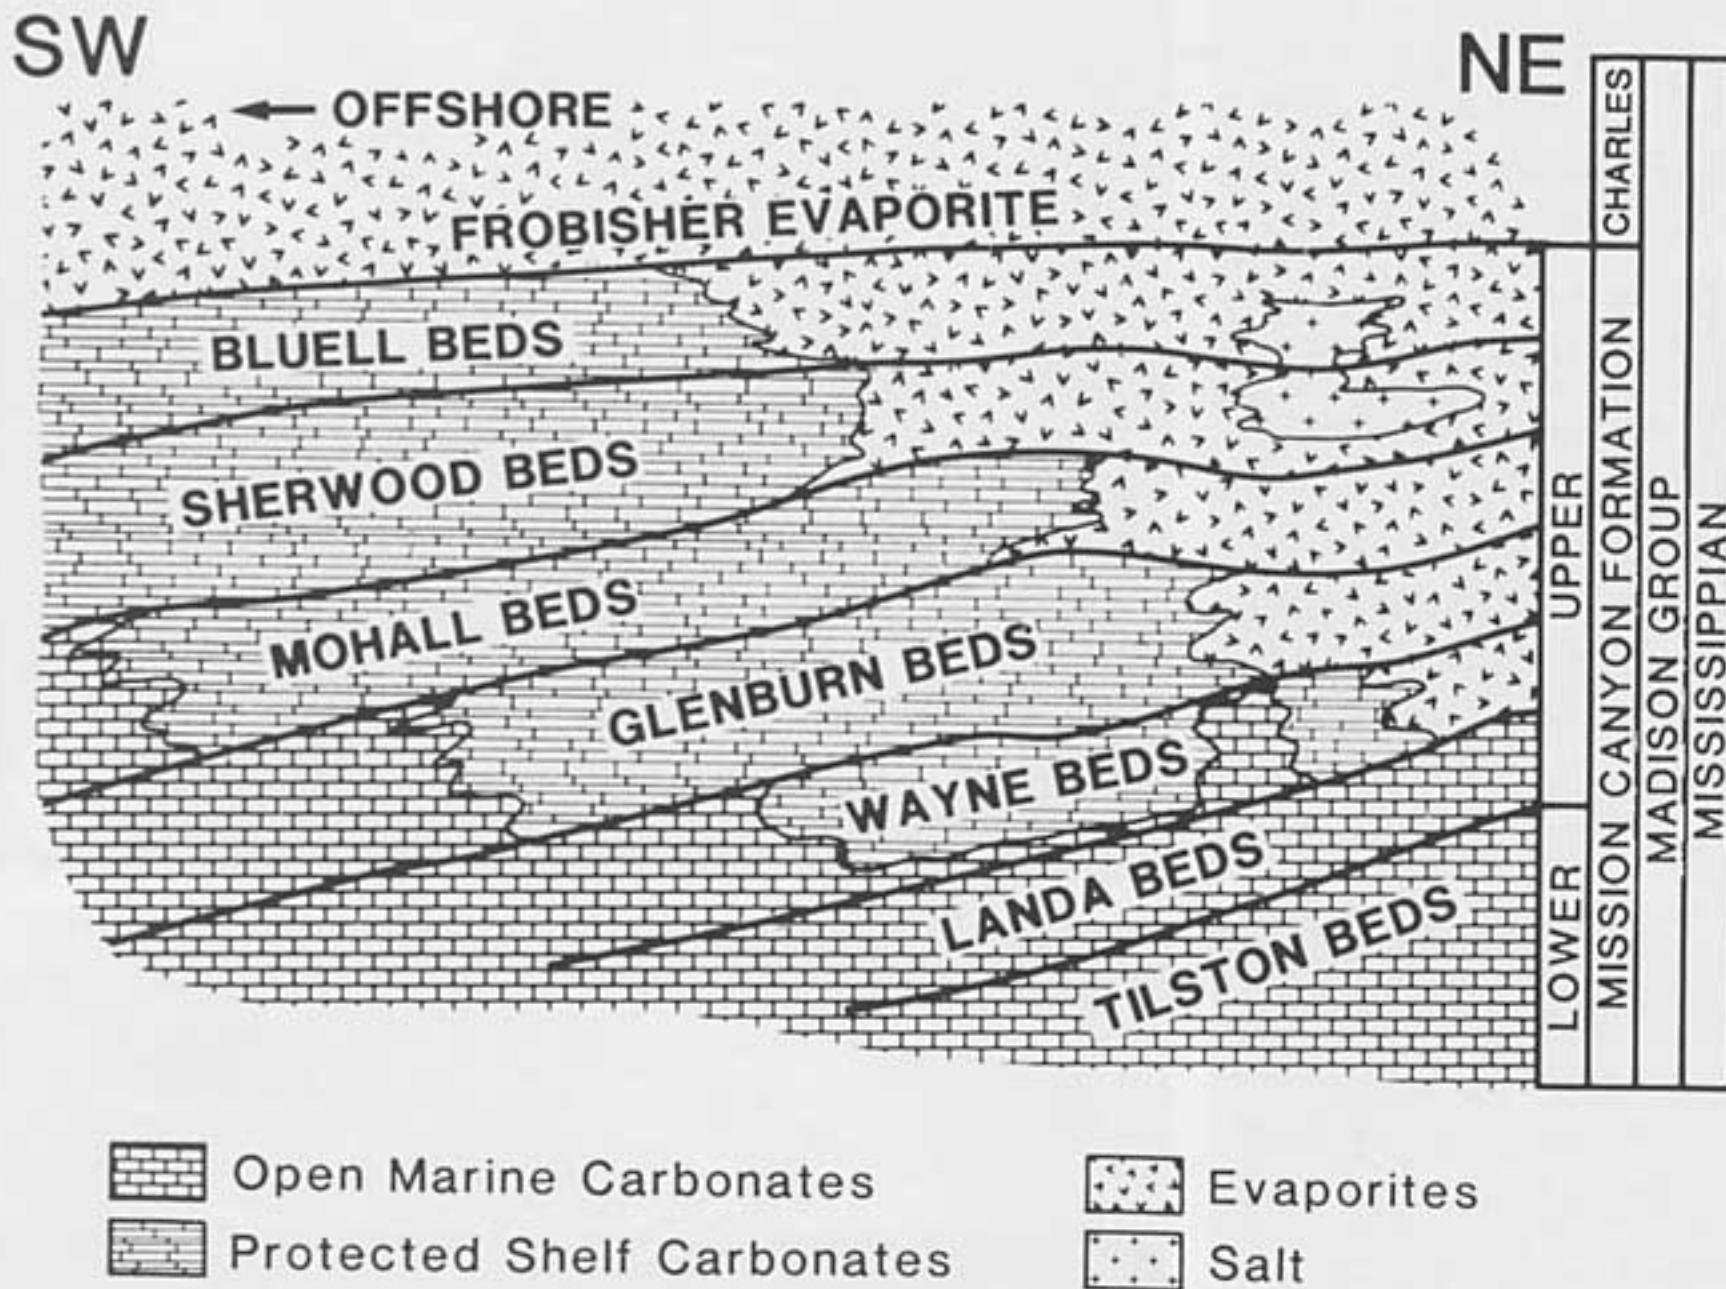 SW
NE
← OFFSHORE
FROBISHER EVAPORITE
BLUELL BEDS
SHERWOOD BEDS
MOHALL BEDS
GLENBURN BEDS
WAYNE BEDS
LANDA BEDS
TILSTON BEDS
CHARLES
UPPER
LOWER
MISSION CANYON FORMATION
MADISON GROUP
MISSISSIPPIAN
Open Marine Carbonates
Protected Shelf Carbonates
Evaporites
Salt